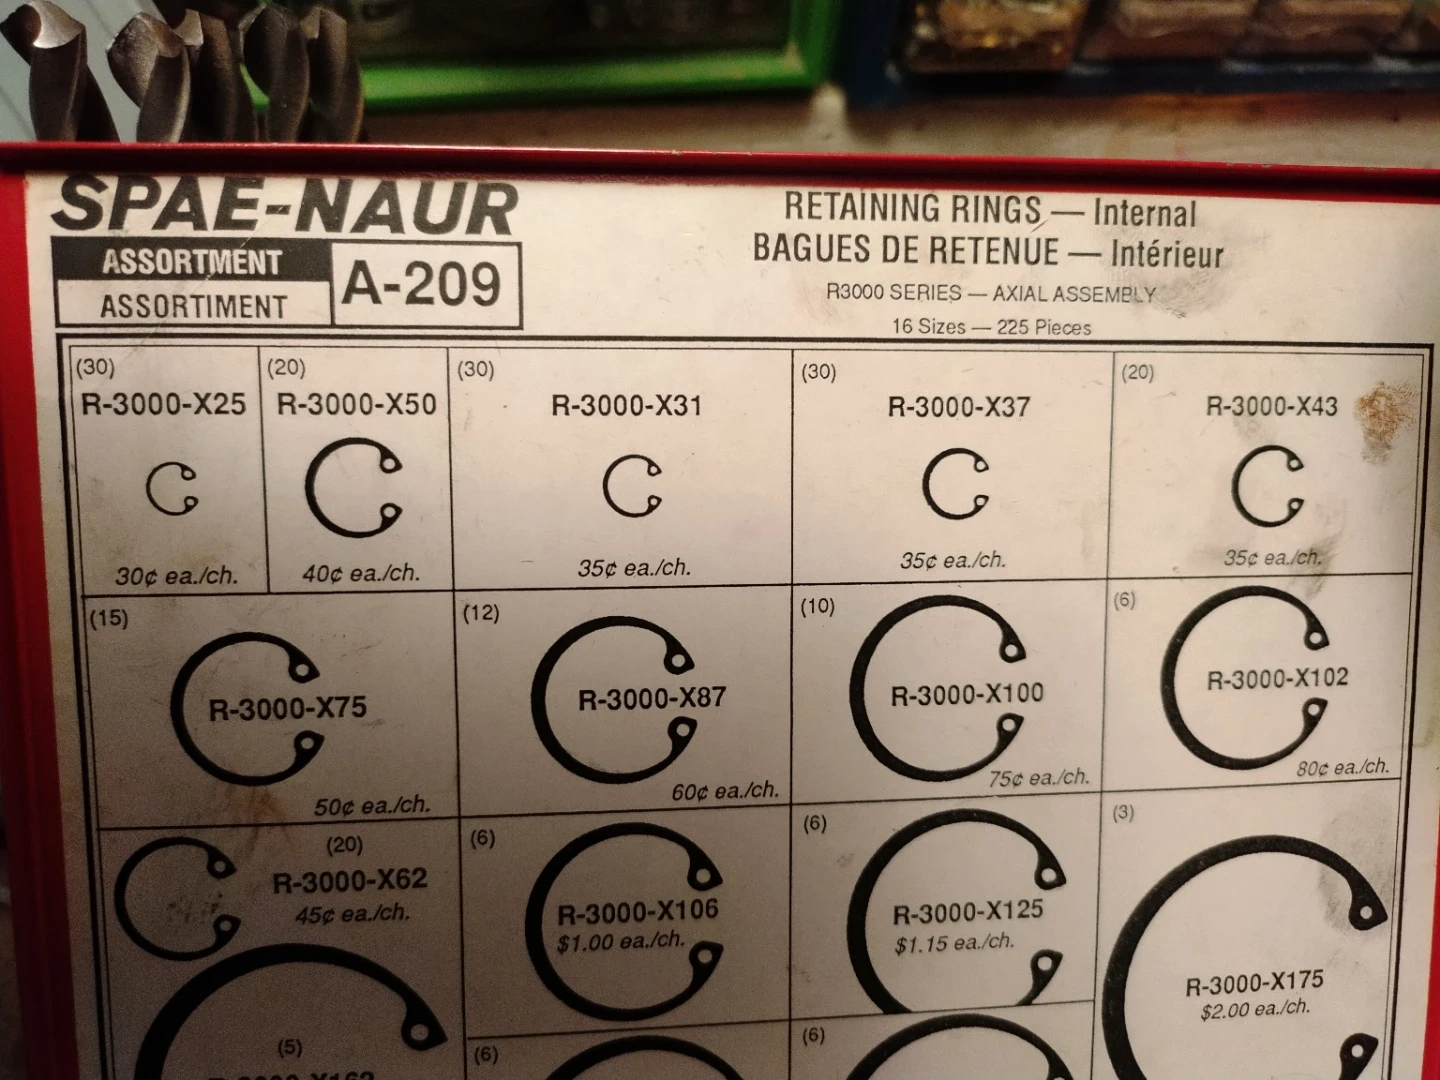 SPAE-NAUR
ASSORTMENT
ASSORTIMENT
A-209
RETAINING RINGS — Internal
BAGUES DE RETENUE — Intérieur
R3000 SERIES — AXIAL ASSEMBLY
16 Sizes — 225 Pieces
(30)
R-3000-X25
30¢ ea./ch.
(20)
R-3000-X50
40¢ ea./ch.
(30)
R-3000-X31
35¢ ea./ch.
(30)
R-3000-X37
35¢ ea./ch.
(20)
R-3000-X43
35¢ ea./ch.
(15)
R-3000-X75
50¢ ea./ch.
(12)
R-3000-X87
60¢ ea./ch.
(10)
R-3000-X100
75¢ ea./ch.
(6)
R-3000-X102
80¢ ea./ch.
(20)
R-3000-X62
45¢ ea./ch.
(6)
R-3000-X106
$1.00 ea./ch.
(6)
R-3000-X125
$1.15 ea./ch.
(3)
R-3000-X175
$2.00 ea./ch.
(5)
(6)
(6)